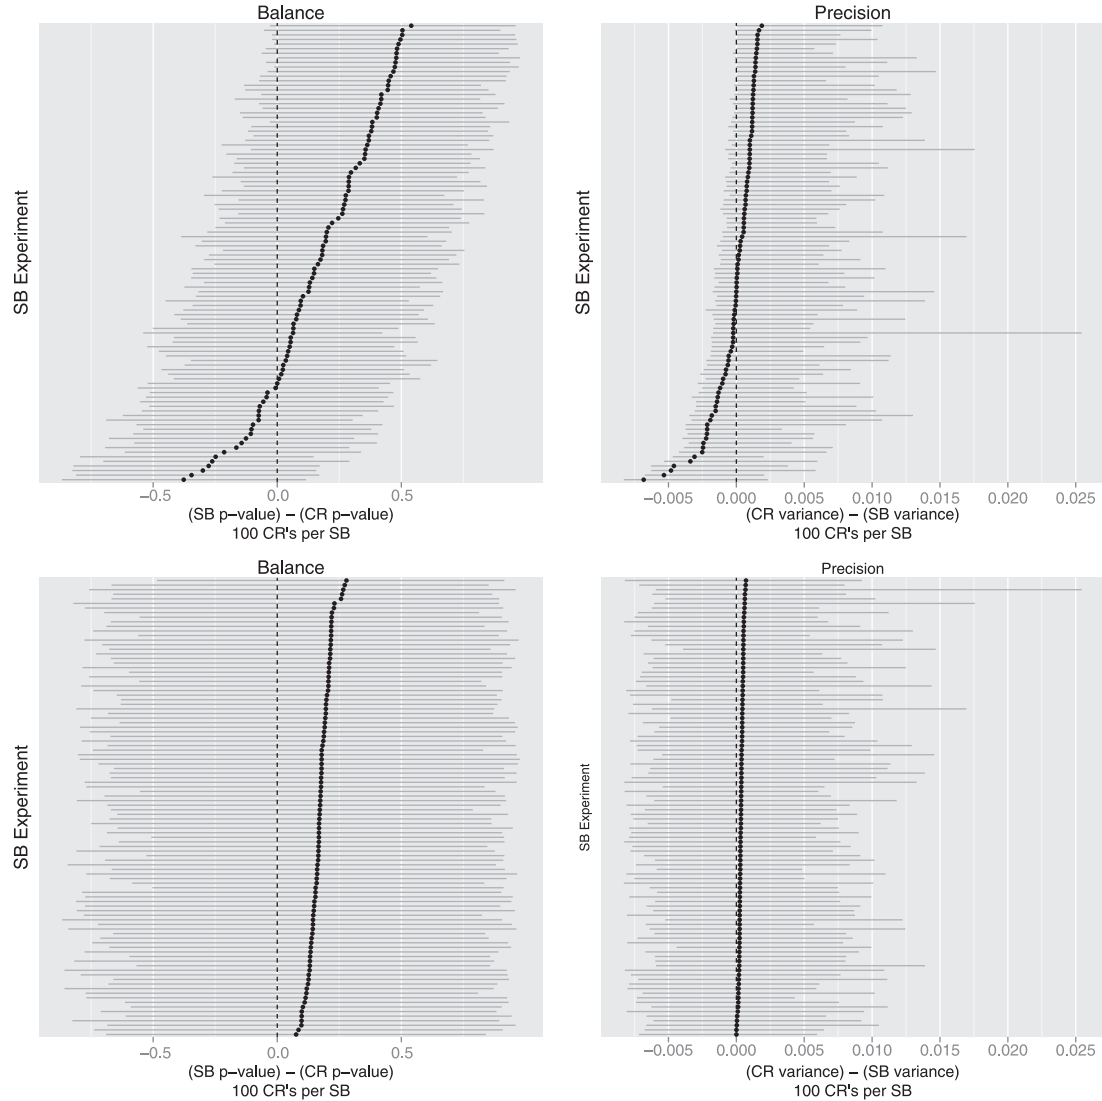 Balance
SB Experiment
−0.5 0.0 0.5
(SB p−value) − (CR p−value)
100 CR's per SB
Precision
SB Experiment
−0.005 0.000 0.005 0.010 0.015 0.020 0.025
(CR variance) − (SB variance)
100 CR's per SB
Balance
SB Experiment
−0.5 0.0 0.5
(SB p−value) − (CR p−value)
100 CR's per SB
Precision
SB Experiment
−0.005 0.000 0.005 0.010 0.015 0.020 0.025
(CR variance) − (SB variance)
100 CR's per SB